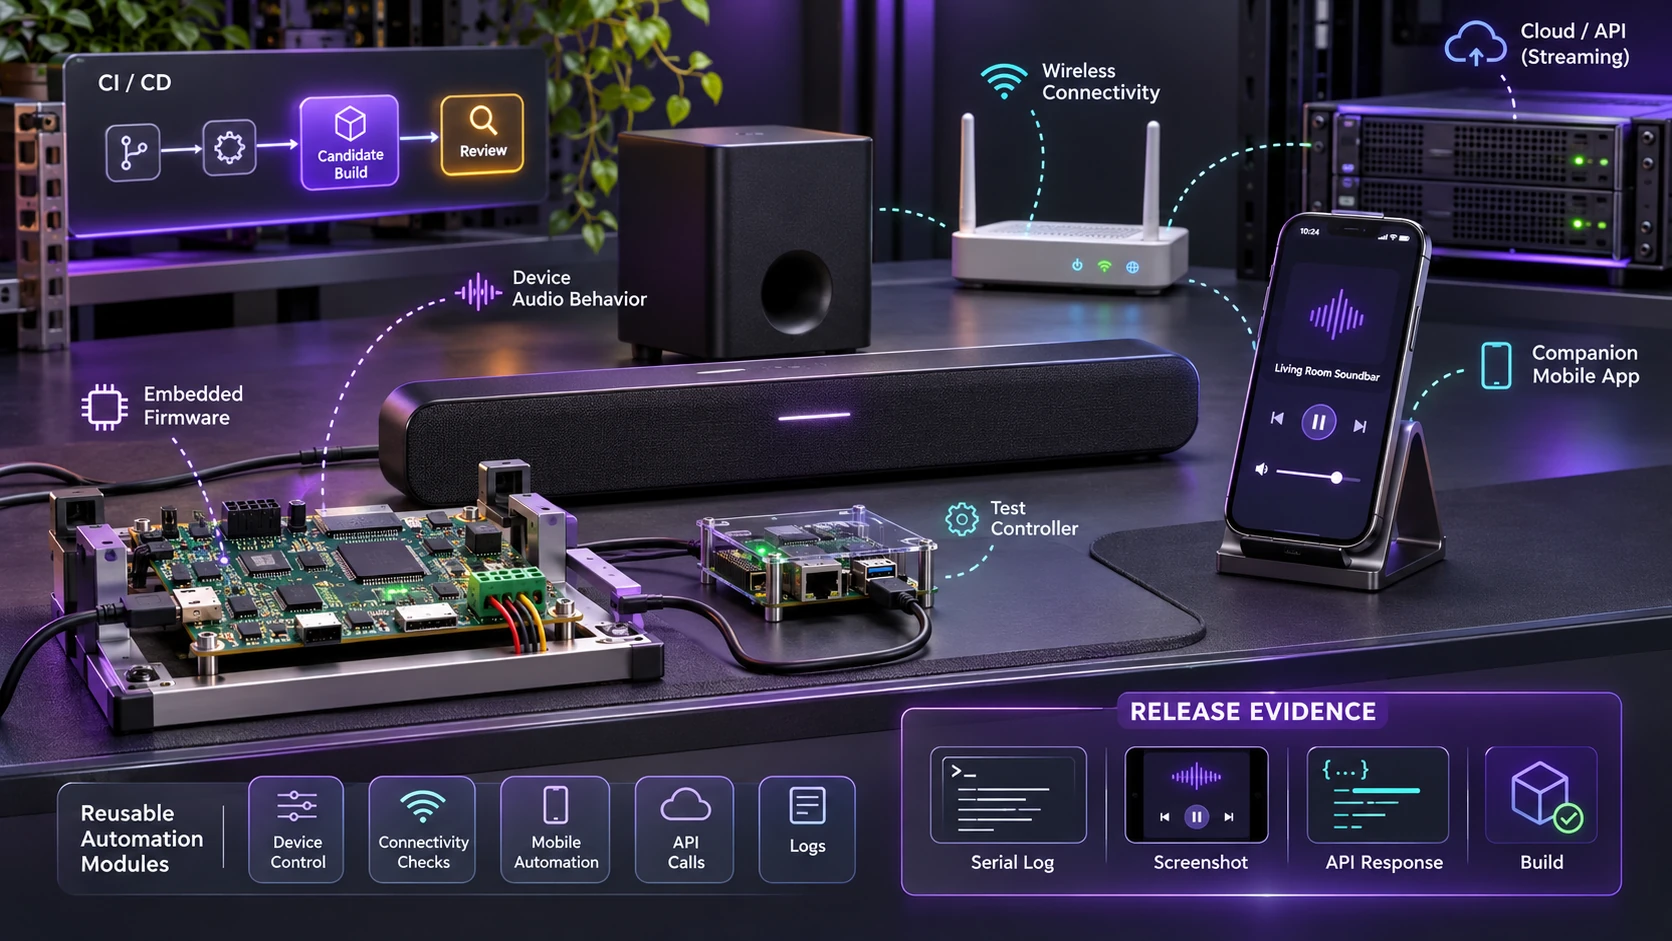 CI / CD
Candidate
Build
Review
Wireless
Connectivity
Cloud / API
(Streaming)
Device
Audio Behavior
Embedded
Firmware
10:24
Living Room Soundbar
Companion
Mobile App
Test
Controller
RELEASE EVIDENCE
>_
Serial Log
Screenshot
{...}
API Response
Build
Reusable
Automation
Modules
Device
Control
Connectivity
Checks
Mobile
Automation
API
Calls
Logs